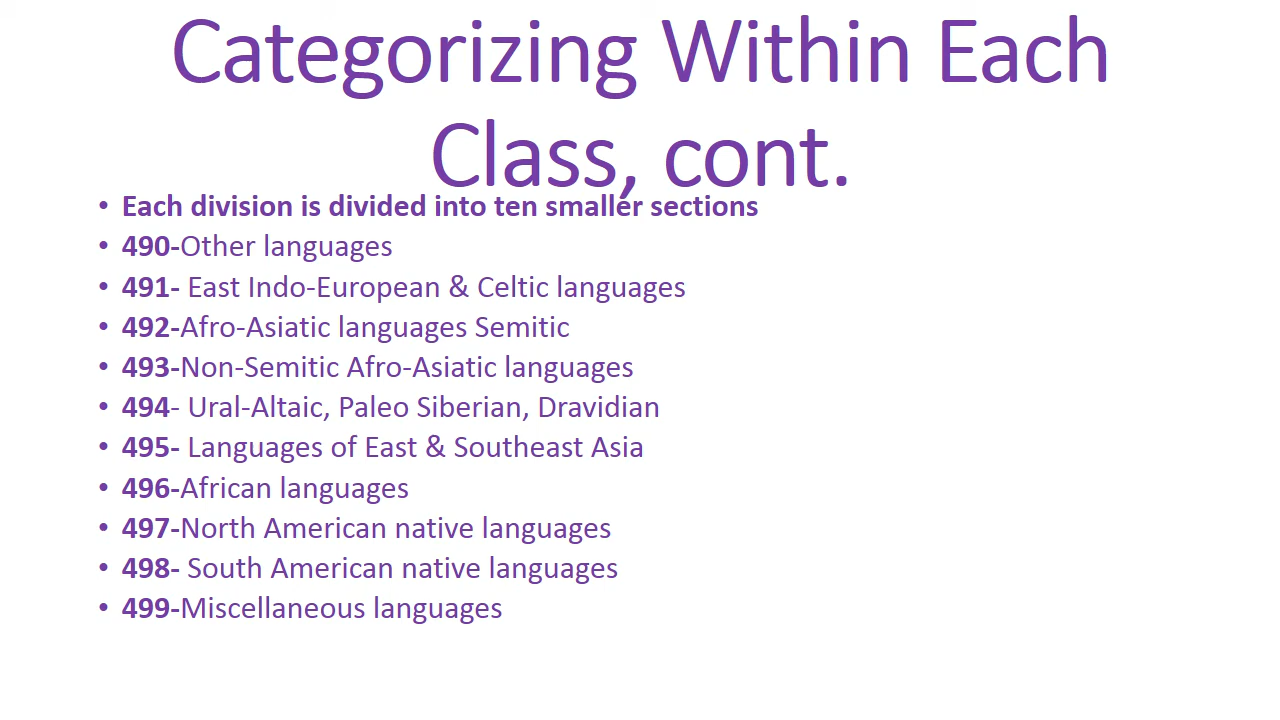 Categorizing Within Each
Class, cont.
• Each division is divided into ten smaller sections
• 490-Other languages
• 491- East Indo-European & Celtic languages
• 492-Afro-Asiatic languages Semitic
• 493-Non-Semitic Afro-Asiatic languages
• 494- Ural-Altaic, Paleo Siberian, Dravidian
• 495- Languages of East & Southeast Asia
• 496-African languages
• 497-North American native languages
• 498- South American native languages
• 499-Miscellaneous languages